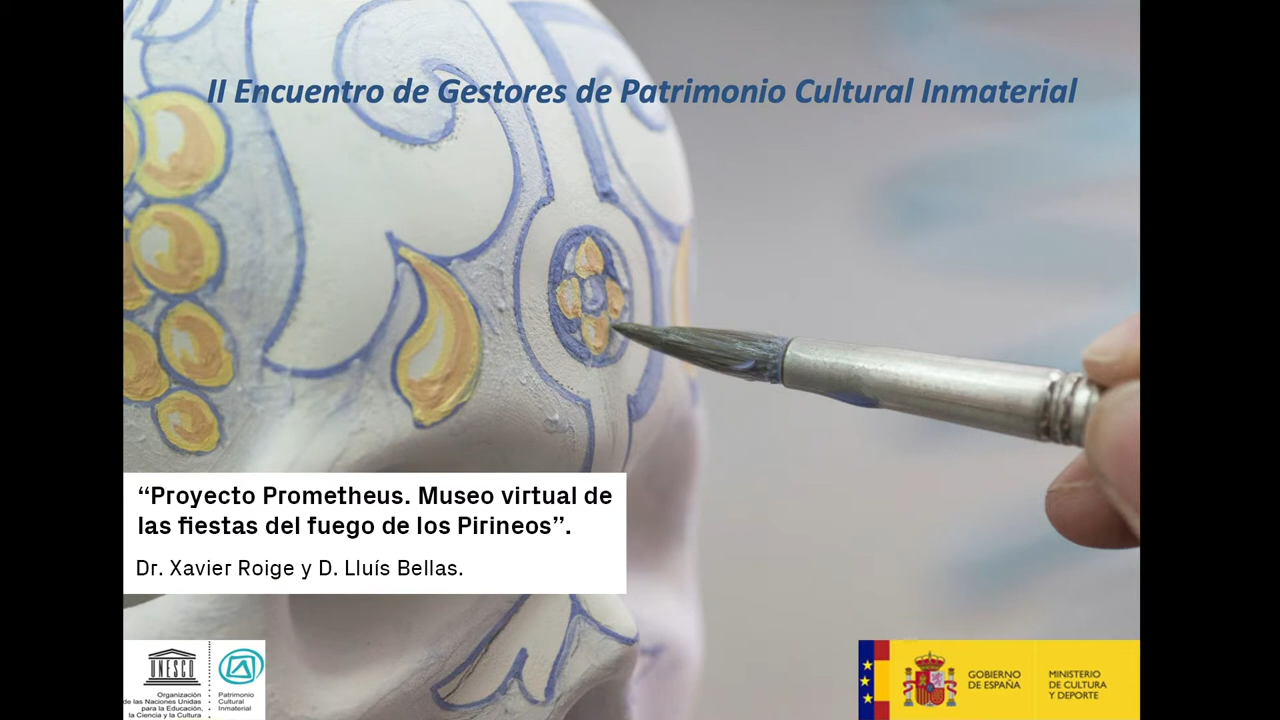 II Encuentro de Gestores de Patrimonio Cultural Inmaterial
“Proyecto Prometheus. Museo virtual de
las fiestas del fuego de los Pirineos”.
Dr. Xavier Roige y D. Lluís Bellas.
UNESCO
Organización
de las Naciones Unidas
para la Educación,
la Ciencia y la Cultura
Patrimonio
Cultural
Inmaterial
GOBIERNO
DE ESPAÑA
MINISTERIO
DE CULTURA
Y DEPORTE